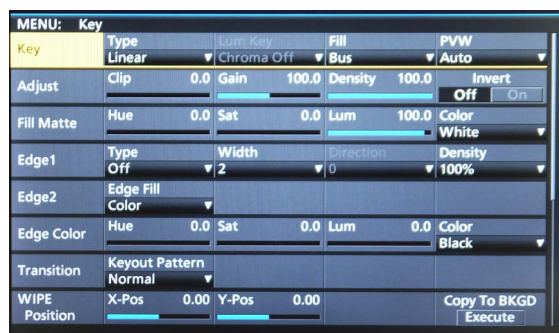 MENU: Key
Key
Type Lum Key Fill PVW
Linear Chroma Off Bus Auto
Adjust
Clip 0.0 Gain 100.0 Density 100.0 Invert
Off On
Fill Matte
Hue 0.0 Sat 0.0 Lum 100.0 Color
White
Edge1
Type Width Direction Density
Off 2 0 100%
Edge2
Edge Fill
Color
Edge Color
Hue 0.0 Sat 0.0 Lum 0.0 Color
Black
Transition
Keyout Pattern
Normal
WIPE X-Pos 0.00 Y-Pos 0.00 Copy To BKGD
Position Execute